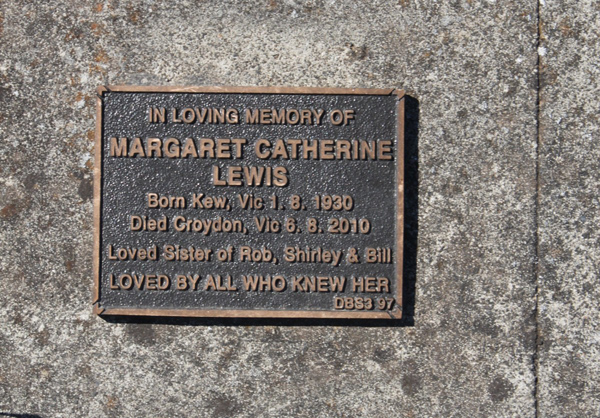 IN LOVING MEMORY OF
MARGARET CATHERINE
LEWIS
Born Kew, Vic 1. 8. 1930
Died Croydon, Vic 6. 8. 2010
Loved Sister of Rob, Shirley & Bill
LOVED BY ALL WHO KNEW HER
DBS3 97